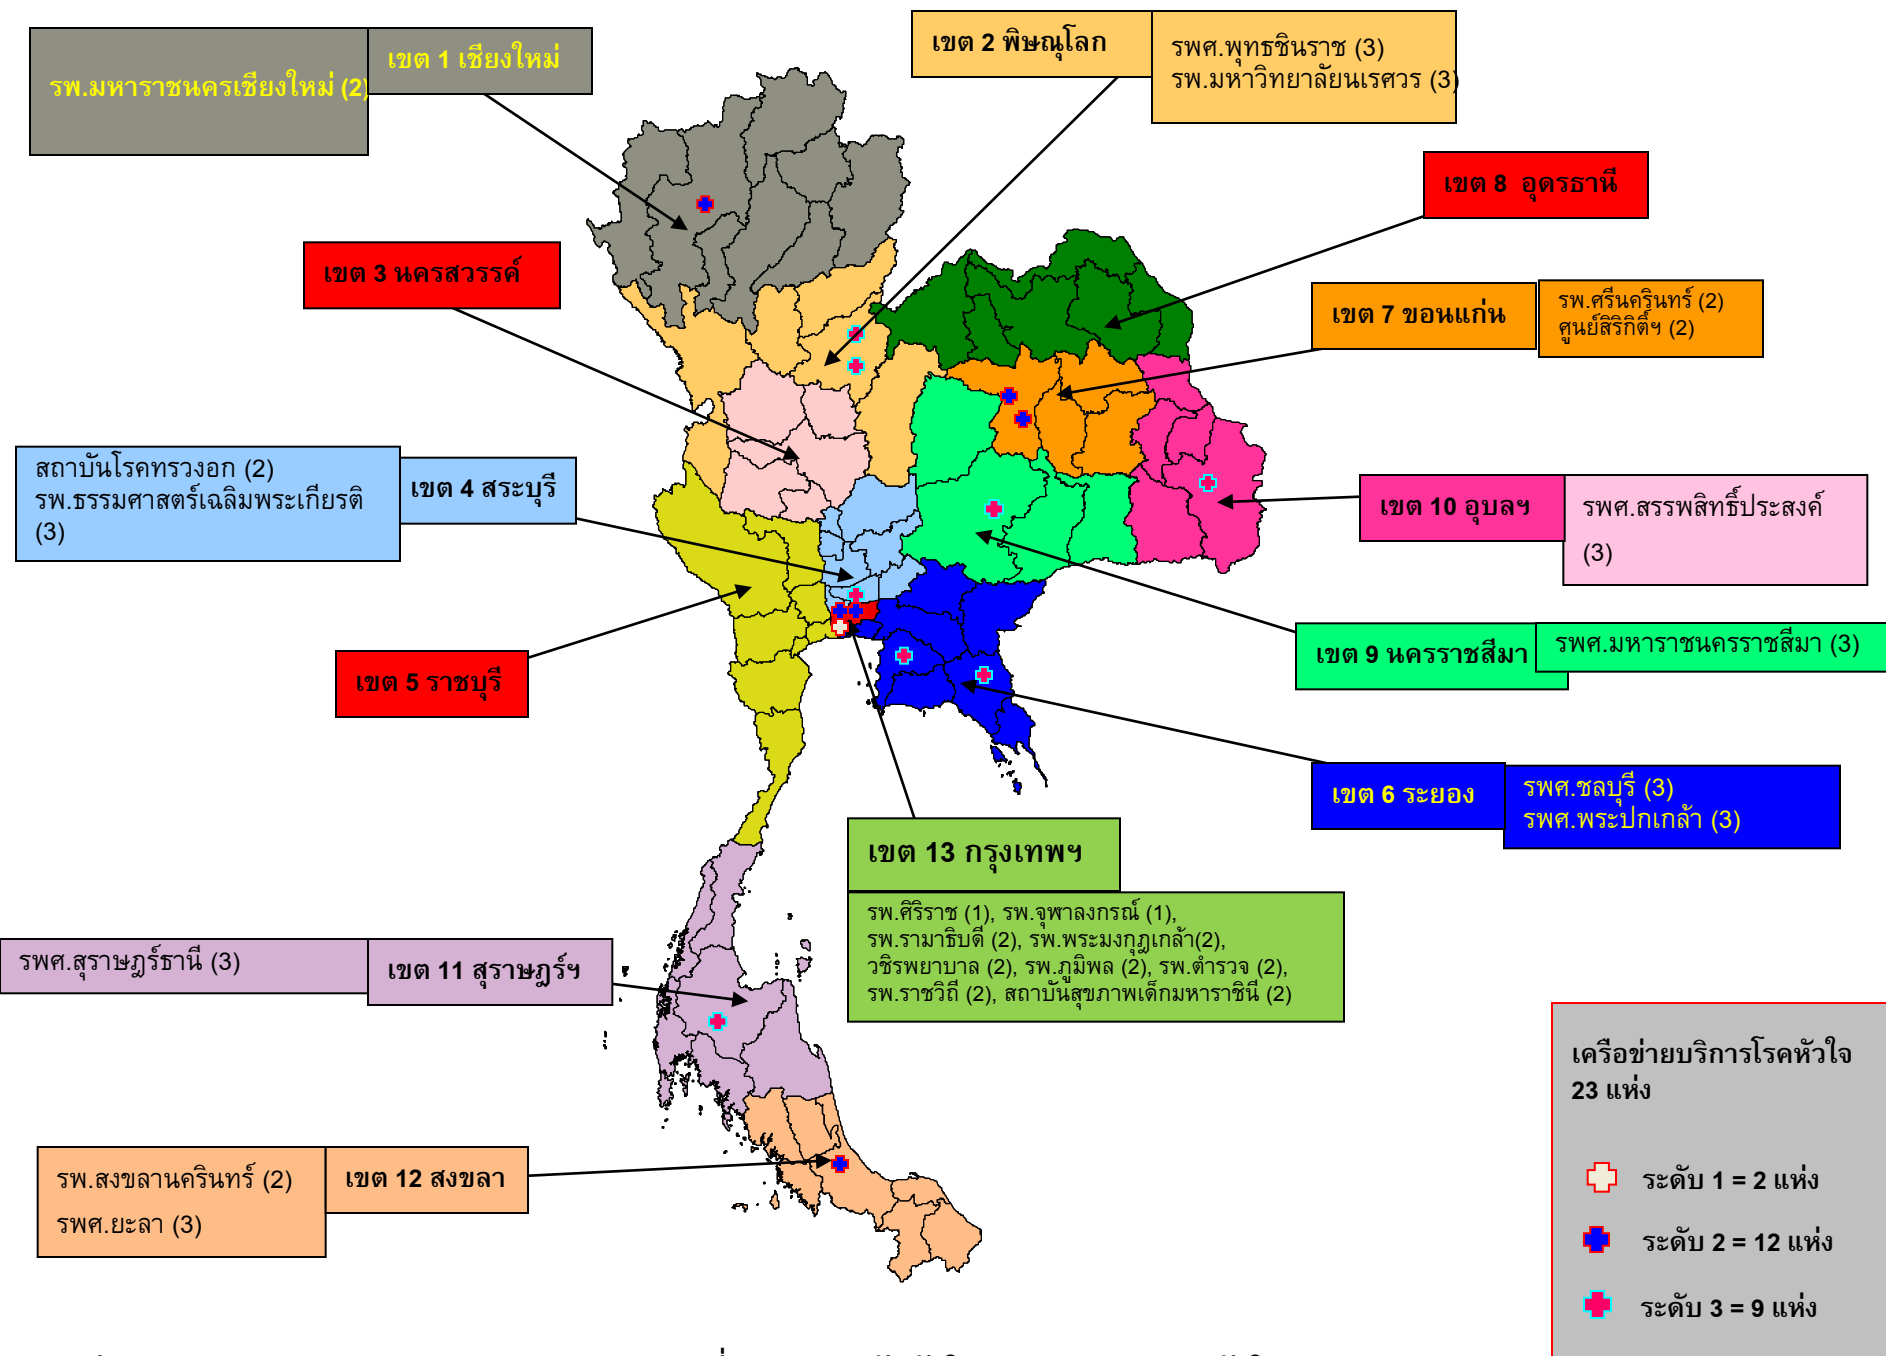 เขต 1 เชียงใหม่
รพ.มหาราชนครเชียงใหม่ (2)
เขต 2 พิษณุโลก
รพศ.พุทธชินราช (3)
รพ.มหาวิทยาลัยนเรศวร (3)
เขต 8 อุดรธานี
เขต 3 นครสวรรค์
เขต 7 ขอนแก่น
รพ.ศรีนครินทร์ (2)
ศูนย์สิริกิติ์ฯ (2)
สถาบันโรคทรวงอก (2)
รพ.ธรรมศาสตร์เฉลิมพระเกียรติ
(3)
เขต 4 สระบุรี
เขต 10 อุบลฯ
รพศ.สรรพสิทธิ์ประสงค์
(3)
เขต 5 ราชบุรี
เขต 9 นครราชสีมา
รพศ.มหาราชนครราชสีมา (3)
เขต 6 ระยอง
รพศ.ชลบุรี (3)
รพศ.พระปกเกล้า (3)
เขต 13 กรุงเทพฯ
รพ.ศิริราช (1), รพ.จุฬาลงกรณ์ (1),
รพ.รามาธิบดี (2), รพ.พระมงกุฎเกล้า(2),
วชิรพยาบาล (2), รพ.ภูมิพล (2), รพ.ตำรวจ (2),
รพ.ราชวิถี (2), สถาบันสุขภาพเด็กมหาราชินี (2)
รพศ.สุราษฎร์ธานี (3)
เขต 11 สุราษฎร์ฯ
รพ.สงขลานครินทร์ (2)
รพศ.ยะลา (3)
เขต 12 สงขลา
เครือข่ายบริการโรคหัวใจ
23 แห่ง
ระดับ 1 = 2 แห่ง
ระดับ 2 = 12 แห่ง
ระดับ 3 = 9 แห่ง